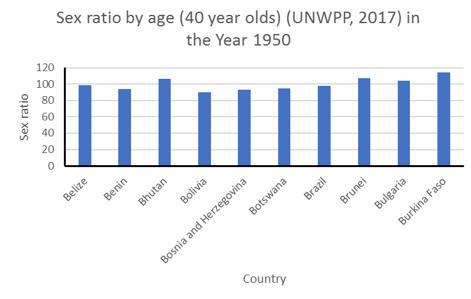 Sex ratio by age (40 year olds) (UNWPP, 2017) in
the Year 1950
Sex ratio
120
100
80
60
40
20
0
Belize
Benin
Bhutan
Bolivia
Bosnia and Herzegovina
Botswana
Brazil
Brunei
Bulgaria
Burkina Faso
Country